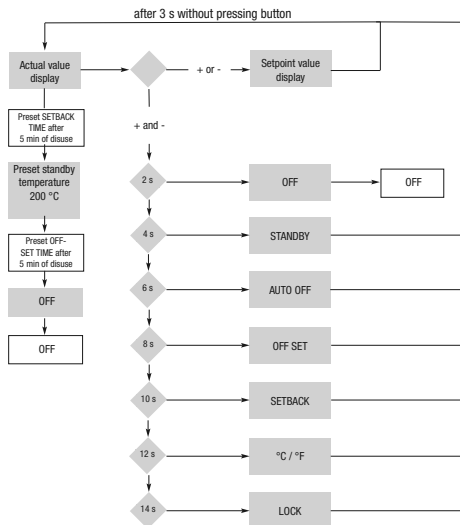 after 3 s without pressing button
Actual value
display
+ or -
Setpoint value
display
Preset SETBACK
TIME after
5 min of disuse
+ and -
Preset standby
temperature
200 °C
2 s
OFF
OFF
Preset OFF-
SET TIME after
5 min of disuse
4 s
STANDBY
6 s
AUTO OFF
OFF
8 s
OFF SET
OFF
10 s
SETBACK
12 s
°C / °F
14 s
LOCK